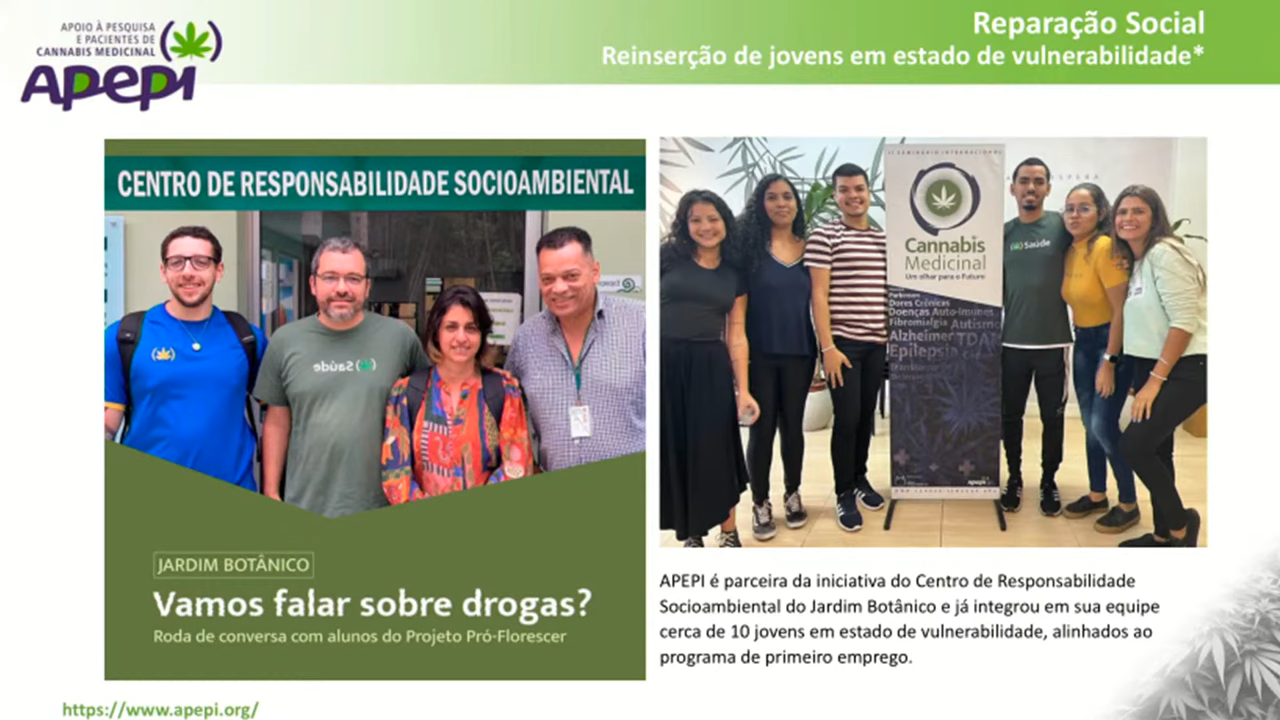 APOIO À PESQUISA
E PACIENTES DE
CANNABIS MEDICINAL
APEPI
Reparação Social
Reinserção de jovens em estado de vulnerabilidade*
CENTRO DE RESPONSABILIDADE SOCIOAMBIENTAL
Saúde
JARDIM BOTÂNICO
Vamos falar sobre drogas?
Roda de conversa com alunos do Projeto Pró-Florescer
II SEMINÁRIO INTERNACIONAL
Cannabis
Medicinal
Um olhar para o Futuro
Parkinson
Dores Crônicas
Doenças Auto-Imunes
Fibromialgia Autismo
Alzheimer TDAH
Epilepsia
apepi
Saúde
APEPI é parceira da iniciativa do Centro de Responsabilidade
Socioambiental do Jardim Botânico e já integrou em sua equipe
cerca de 10 jovens em estado de vulnerabilidade, alinhados ao
programa de primeiro emprego.
https://www.apepi.org/